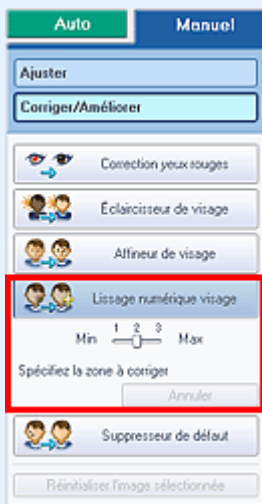 Auto Manuel
Ajuster
Corriger/Améliorer
Correction yeux rouges
Éclaircisseur de visage
Affineur de visage
Lissage numérique visage
1 2 3
Min Max
Spécifiez la zone à corriger
Annuler
Suppresseur de défaut
Réinitialiser l'image sélectionnée